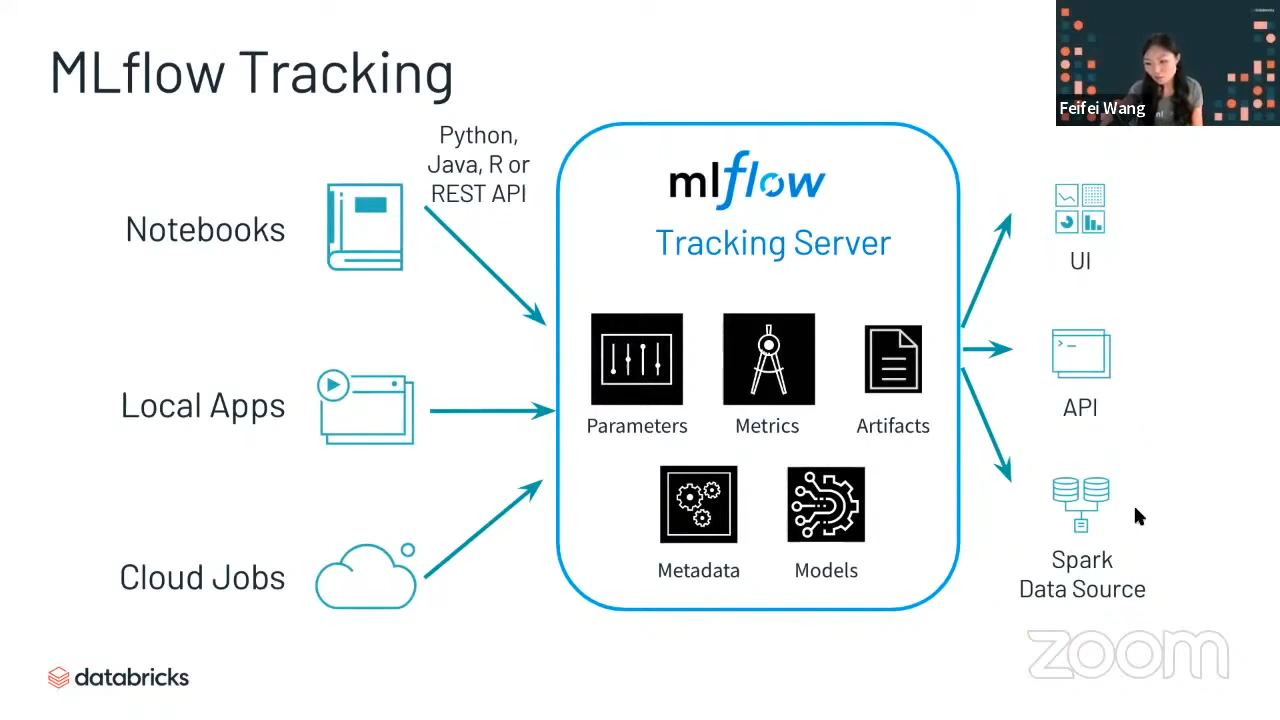 MLflow Tracking
Feifei Wang
Python,
Java, R or
REST API
Notebooks
Local Apps
Cloud Jobs
mlflow
Tracking Server
Parameters
Metrics
Artifacts
Metadata
Models
UI
API
Spark
Data Source
databricks
zoom